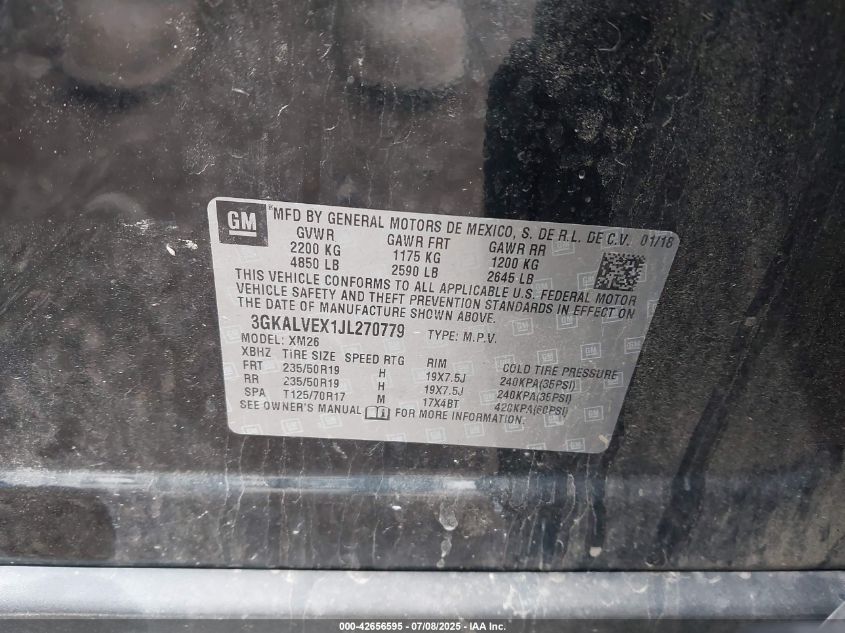 GM
® MFD BY GENERAL MOTORS DE MEXICO, S. DE R.L. DE C.V. 01/18
GVWR GAWR FRT GAWR RR
2200 KG 1175 KG 1200 KG
4850 LB 2590 LB 2645 LB
THIS VEHICLE CONFORMS TO ALL APPLICABLE U.S. FEDERAL MOTOR
VEHICLE SAFETY AND THEFT PREVENTION STANDARDS IN EFFECT ON
THE DATE OF MANUFACTURE SHOWN ABOVE.
3GKALVEX1JL270779 TYPE: M.P.V.
MODEL: XM26
XBHZ TIRE SIZE SPEED RTG RIM COLD TIRE PRESSURE
FRT 235/50R19 H 19X7.5J 240KPA(35PSI)
RR 235/50R19 H 19X7.5J 240KPA(35PSI)
SPA T125/70R17 M 17X4BT 420KPA(60PSI)
SEE OWNER'S MANUAL FOR MORE INFORMATION.
000-42656595 - 07/08/2025 - IAA Inc.